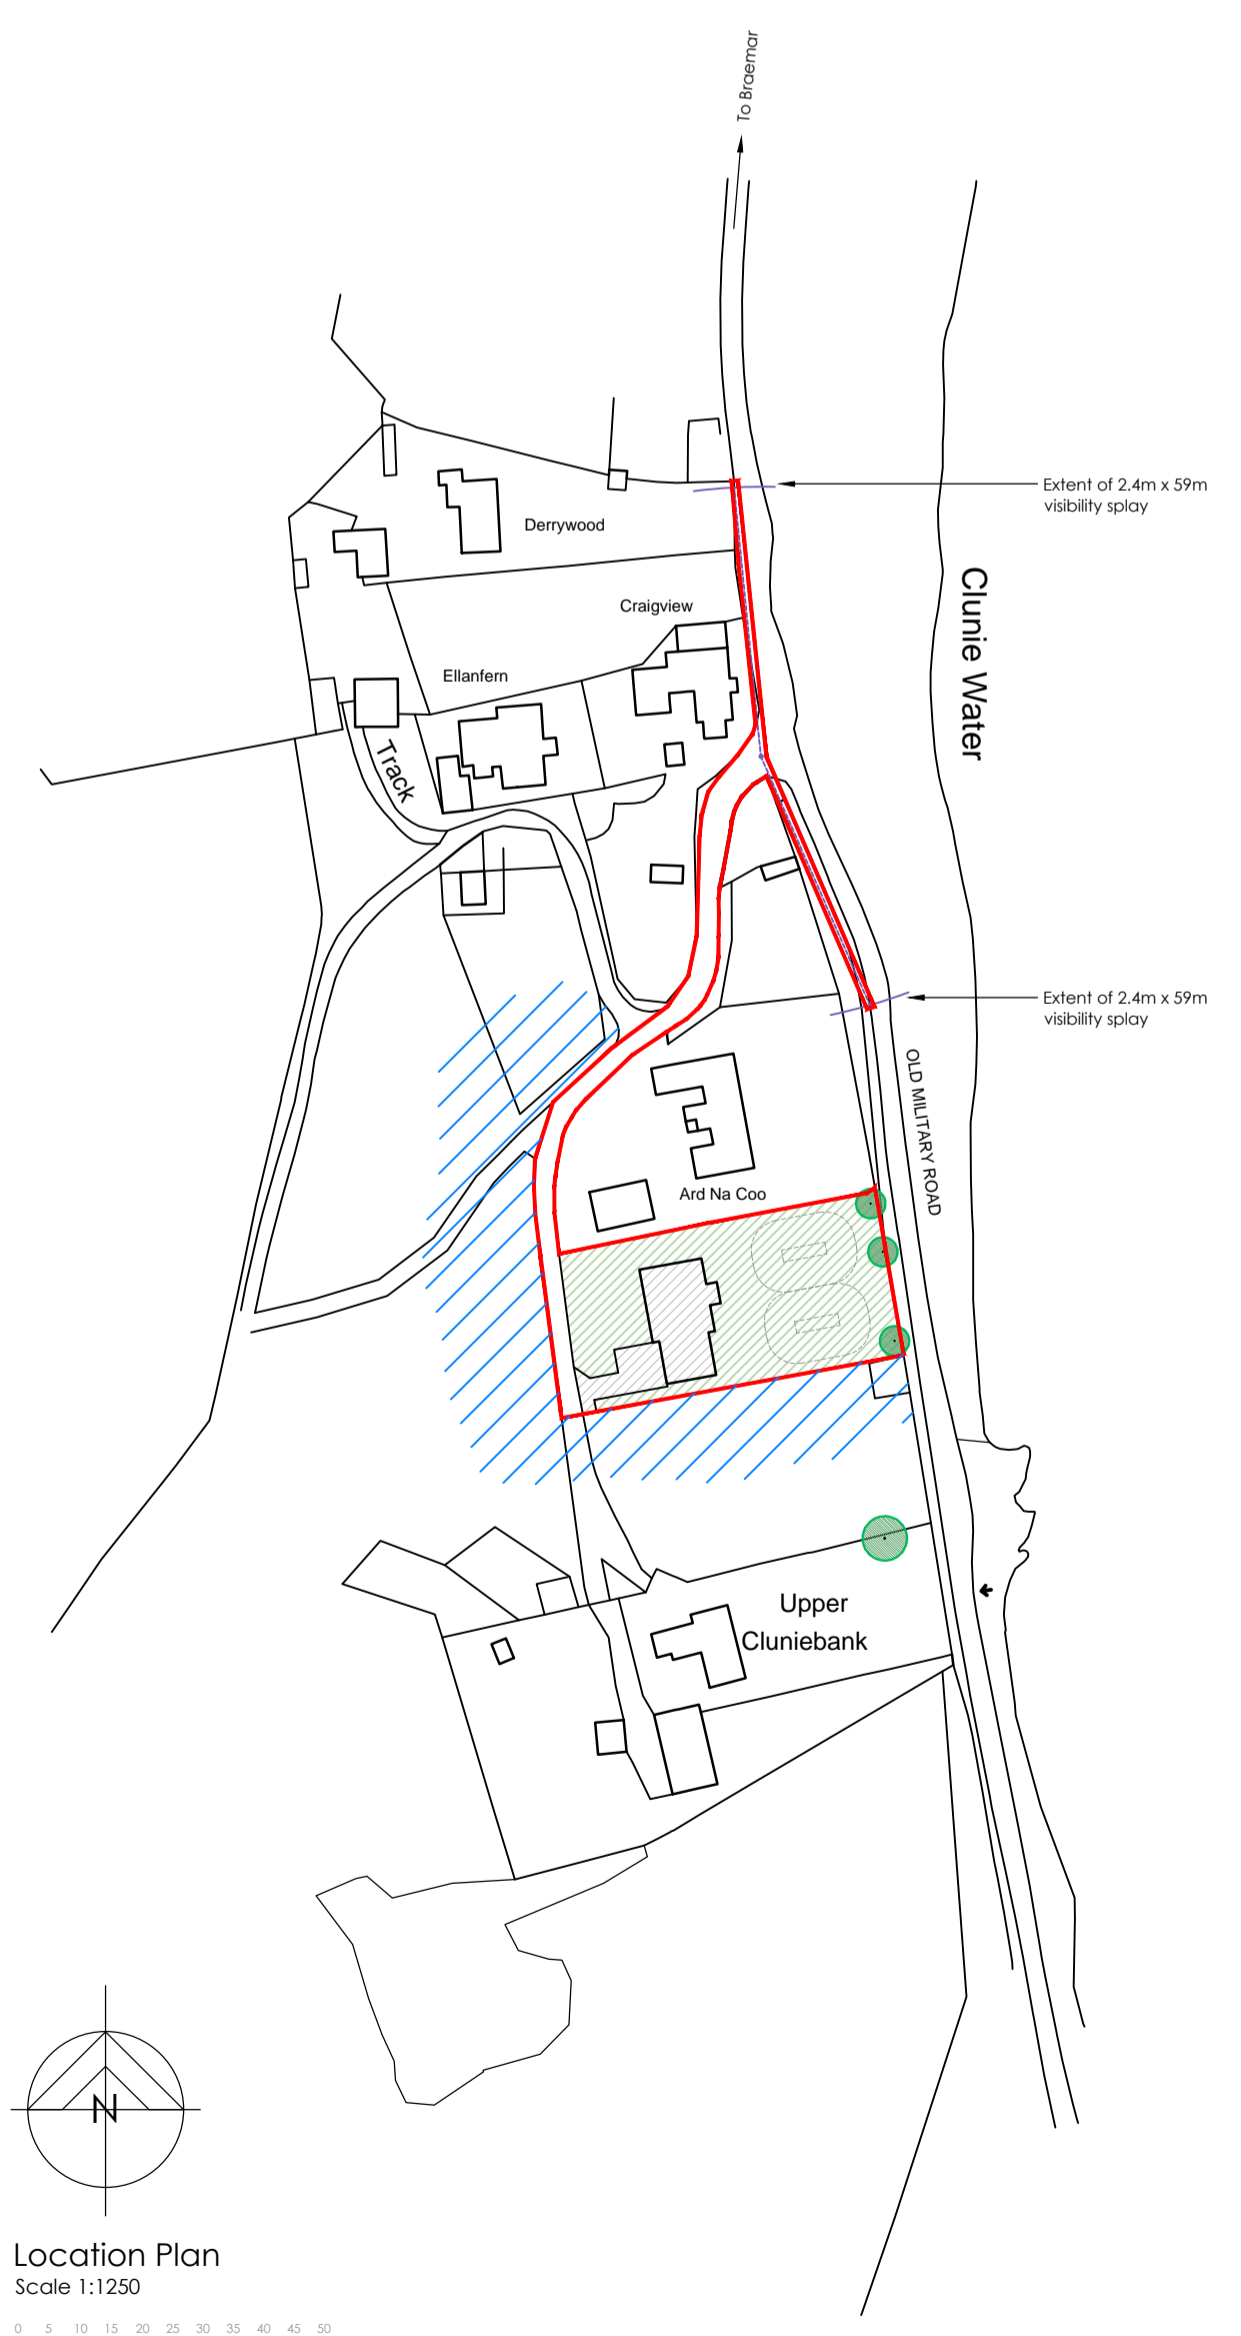 To Braemar
Extent of 2.4m x 59m
visibility splay
Derrywood
Craigview
Clunie Water
Ellanfern
Track
Extent of 2.4m x 59m
visibility splay
OLD MILITARY ROAD
Ard Na Coo
Upper
Cluniebank
N
Location Plan
Scale 1:1250
0 5 10 15 20 25 30 35 40 45 50